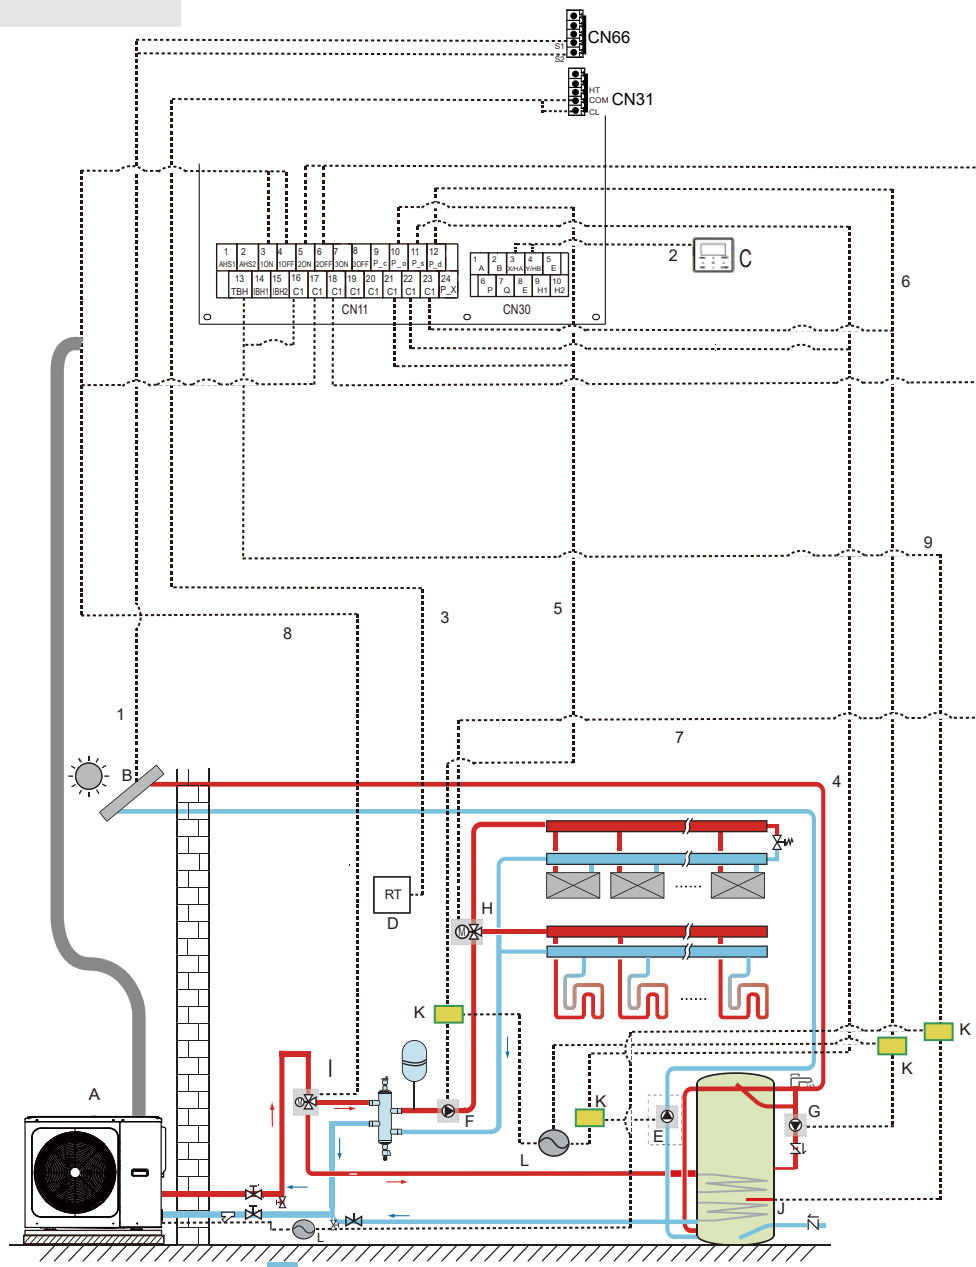 S1
CN66
S2
HT
COM CN31
CL
1 2 3 4 5 6 7 8 9 10 11 12
AHS1 AHS2 1ON 1OFF 2ON 2OFF 3ON 3OFF P_c P_o P_s P_d
13 14 15 16 17 18 19 20 21 22 23 24
TBH IBH1 IBH2 C1 C1 C1 C1 C1 C1 C1 C1 P_X
CN11
1 2 3 4 5
A B X/HA Y/HB E
6 7 8 9 10
P Q E H1 H2
CN30
2 C
6
9
3
5
8
1
7
B
4
RT
D
H
M
K
K
K
I
A
M
F
K
E
G
L
J
L